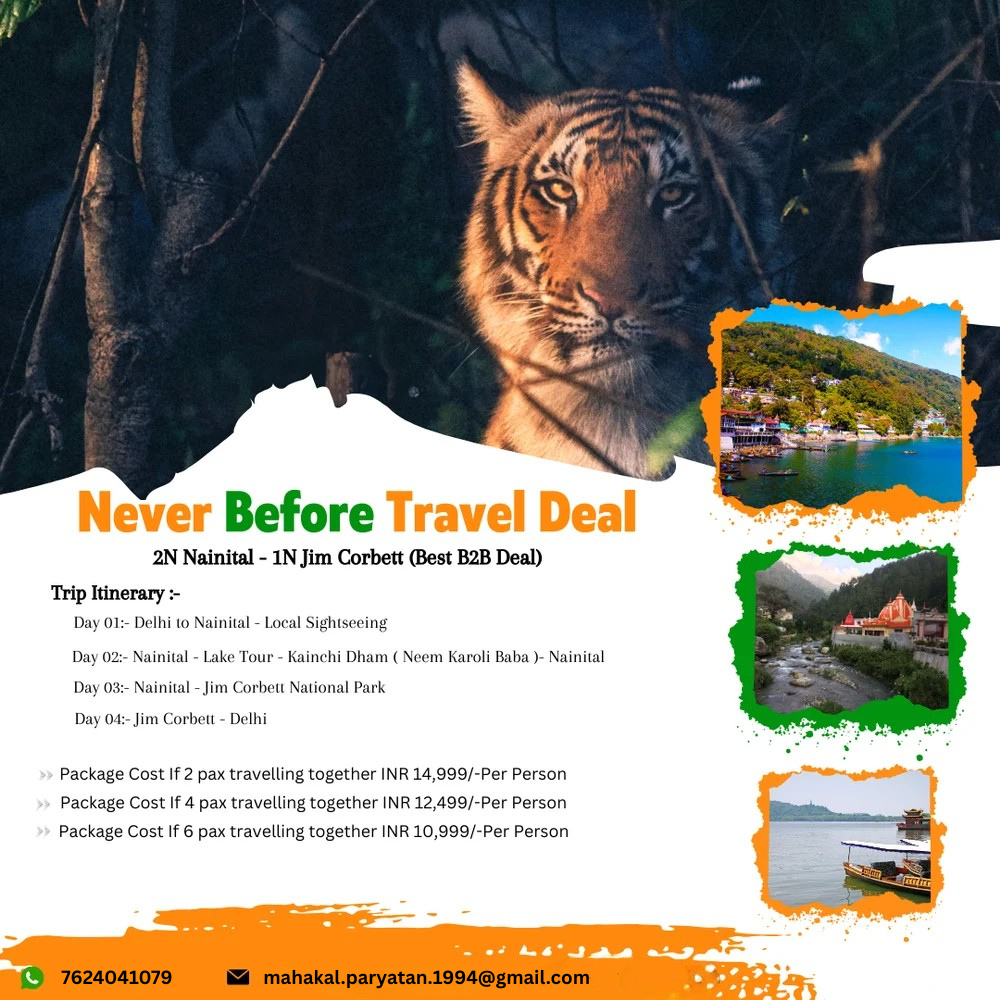 Never Before Travel Deal
2N Nainital - 1N Jim Corbett (Best B2B Deal)
Trip Itinerary :-
Day 01:- Delhi to Nainital - Local Sightseeing
Day 02:- Nainital - Lake Tour - Kainchi Dham ( Neem Karoli Baba )- Nainital
Day 03:- Nainital - Jim Corbett National Park
Day 04:- Jim Corbett - Delhi
Package Cost If 2 pax travelling together INR 14,999/-Per Person
Package Cost If 4 pax travelling together INR 12,499/-Per Person
Package Cost If 6 pax travelling together INR 10,999/-Per Person
7624041079 mahakal.paryatan.1994@gmail.com